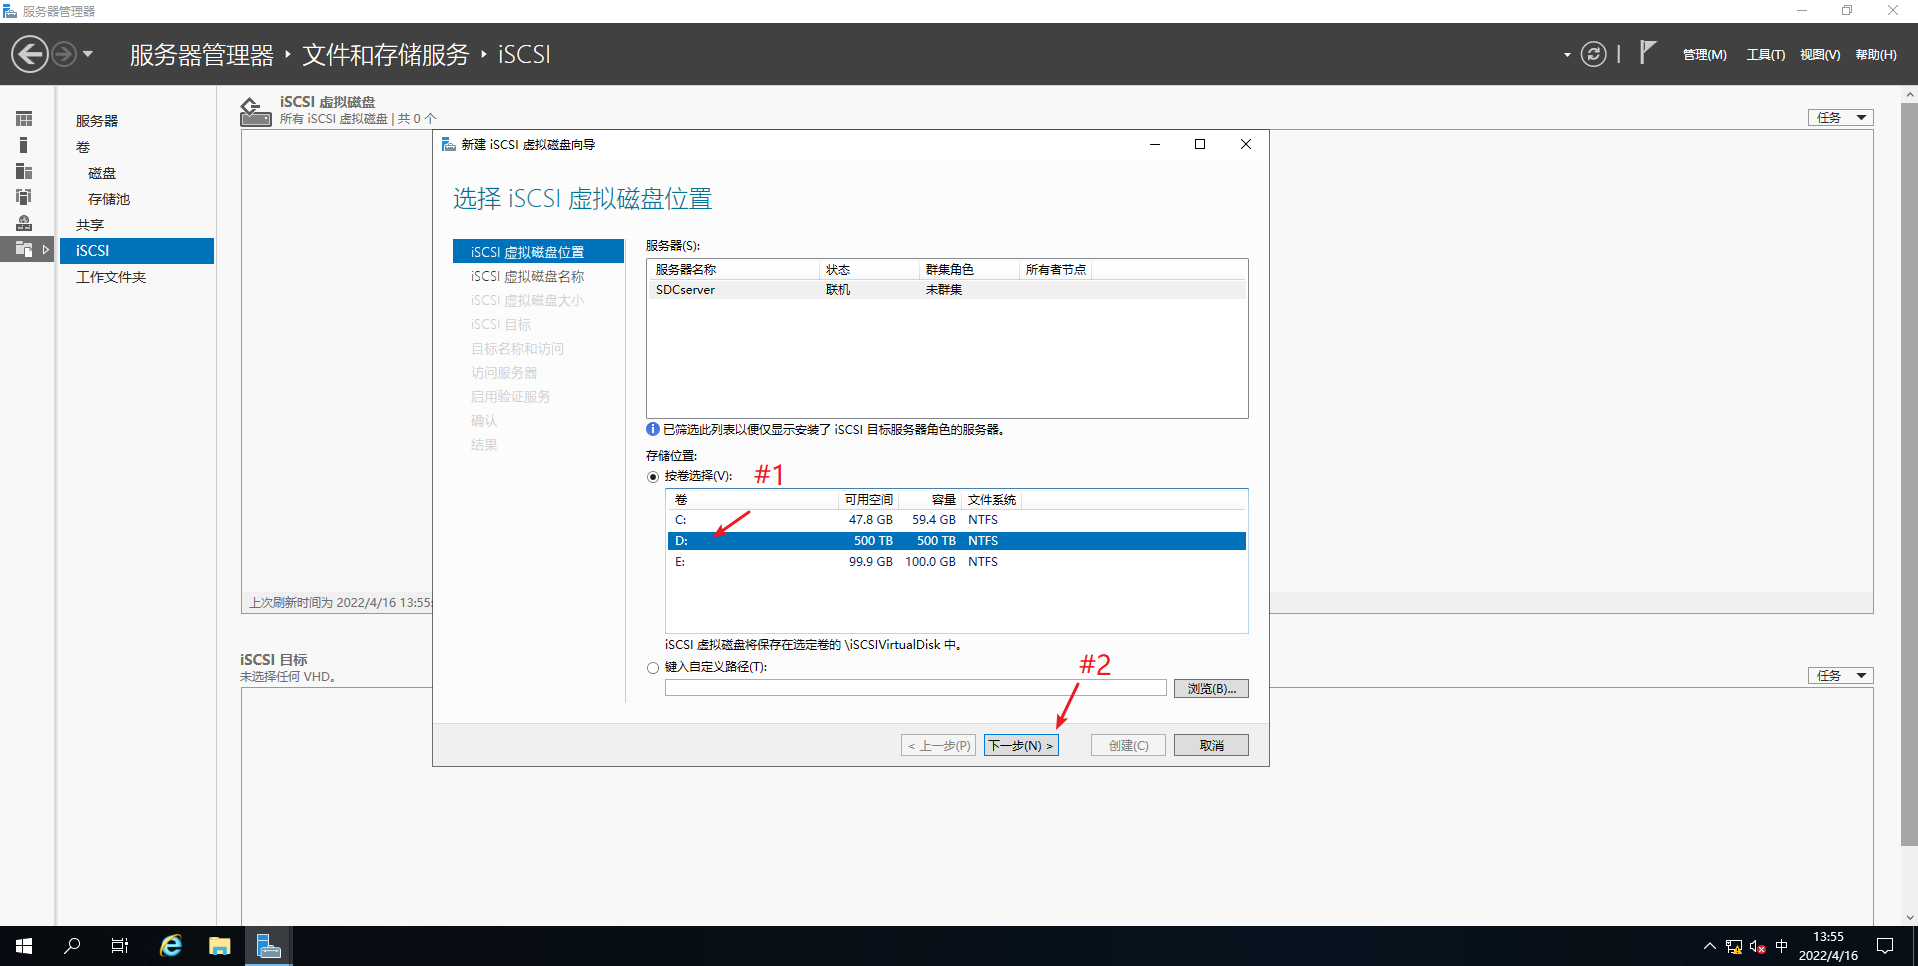 服务器管理器
服务器管理器 ‣ 文件和存储服务 ‣ iSCSI
管理(M) 工具(T) 视图(V) 帮助(H)
服务器
卷
磁盘
存储池
共享
iSCSI
工作文件夹
iSCSI 虚拟磁盘
所有 iSCSI 虚拟磁盘 | 共 0 个
任务
上次刷新时间为 2022/4/16 13:55:
iSCSI 目标
未选择任何 VHD。
任务
新建 iSCSI 虚拟磁盘向导
选择 iSCSI 虚拟磁盘位置
iSCSI 虚拟磁盘位置
iSCSI 虚拟磁盘名称
iSCSI 虚拟磁盘大小
iSCSI 目标
目标名称和访问
访问服务器
启用验证服务
确认
结果
服务器(S):
服务器名称 状态 群集角色 所有者节点
SDCserver 联机 未群集
已筛选此列表以便仅显示安装了 iSCSI 目标服务器角色的服务器。
存储位置:
按卷选择(V):
#1
卷 可用空间 容量 文件系统
C: 47.8 GB 59.4 GB NTFS
D: 500 TB 500 TB NTFS
E: 99.9 GB 100.0 GB NTFS
iSCSI 虚拟磁盘将保存在选定卷的 \iSCSIVirtualDisk 中。
键入自定义路径(T):
#2
浏览(B)...
< 上一步(P) 下一步(N) > 创建(C) 取消
中
13:55
2022/4/16